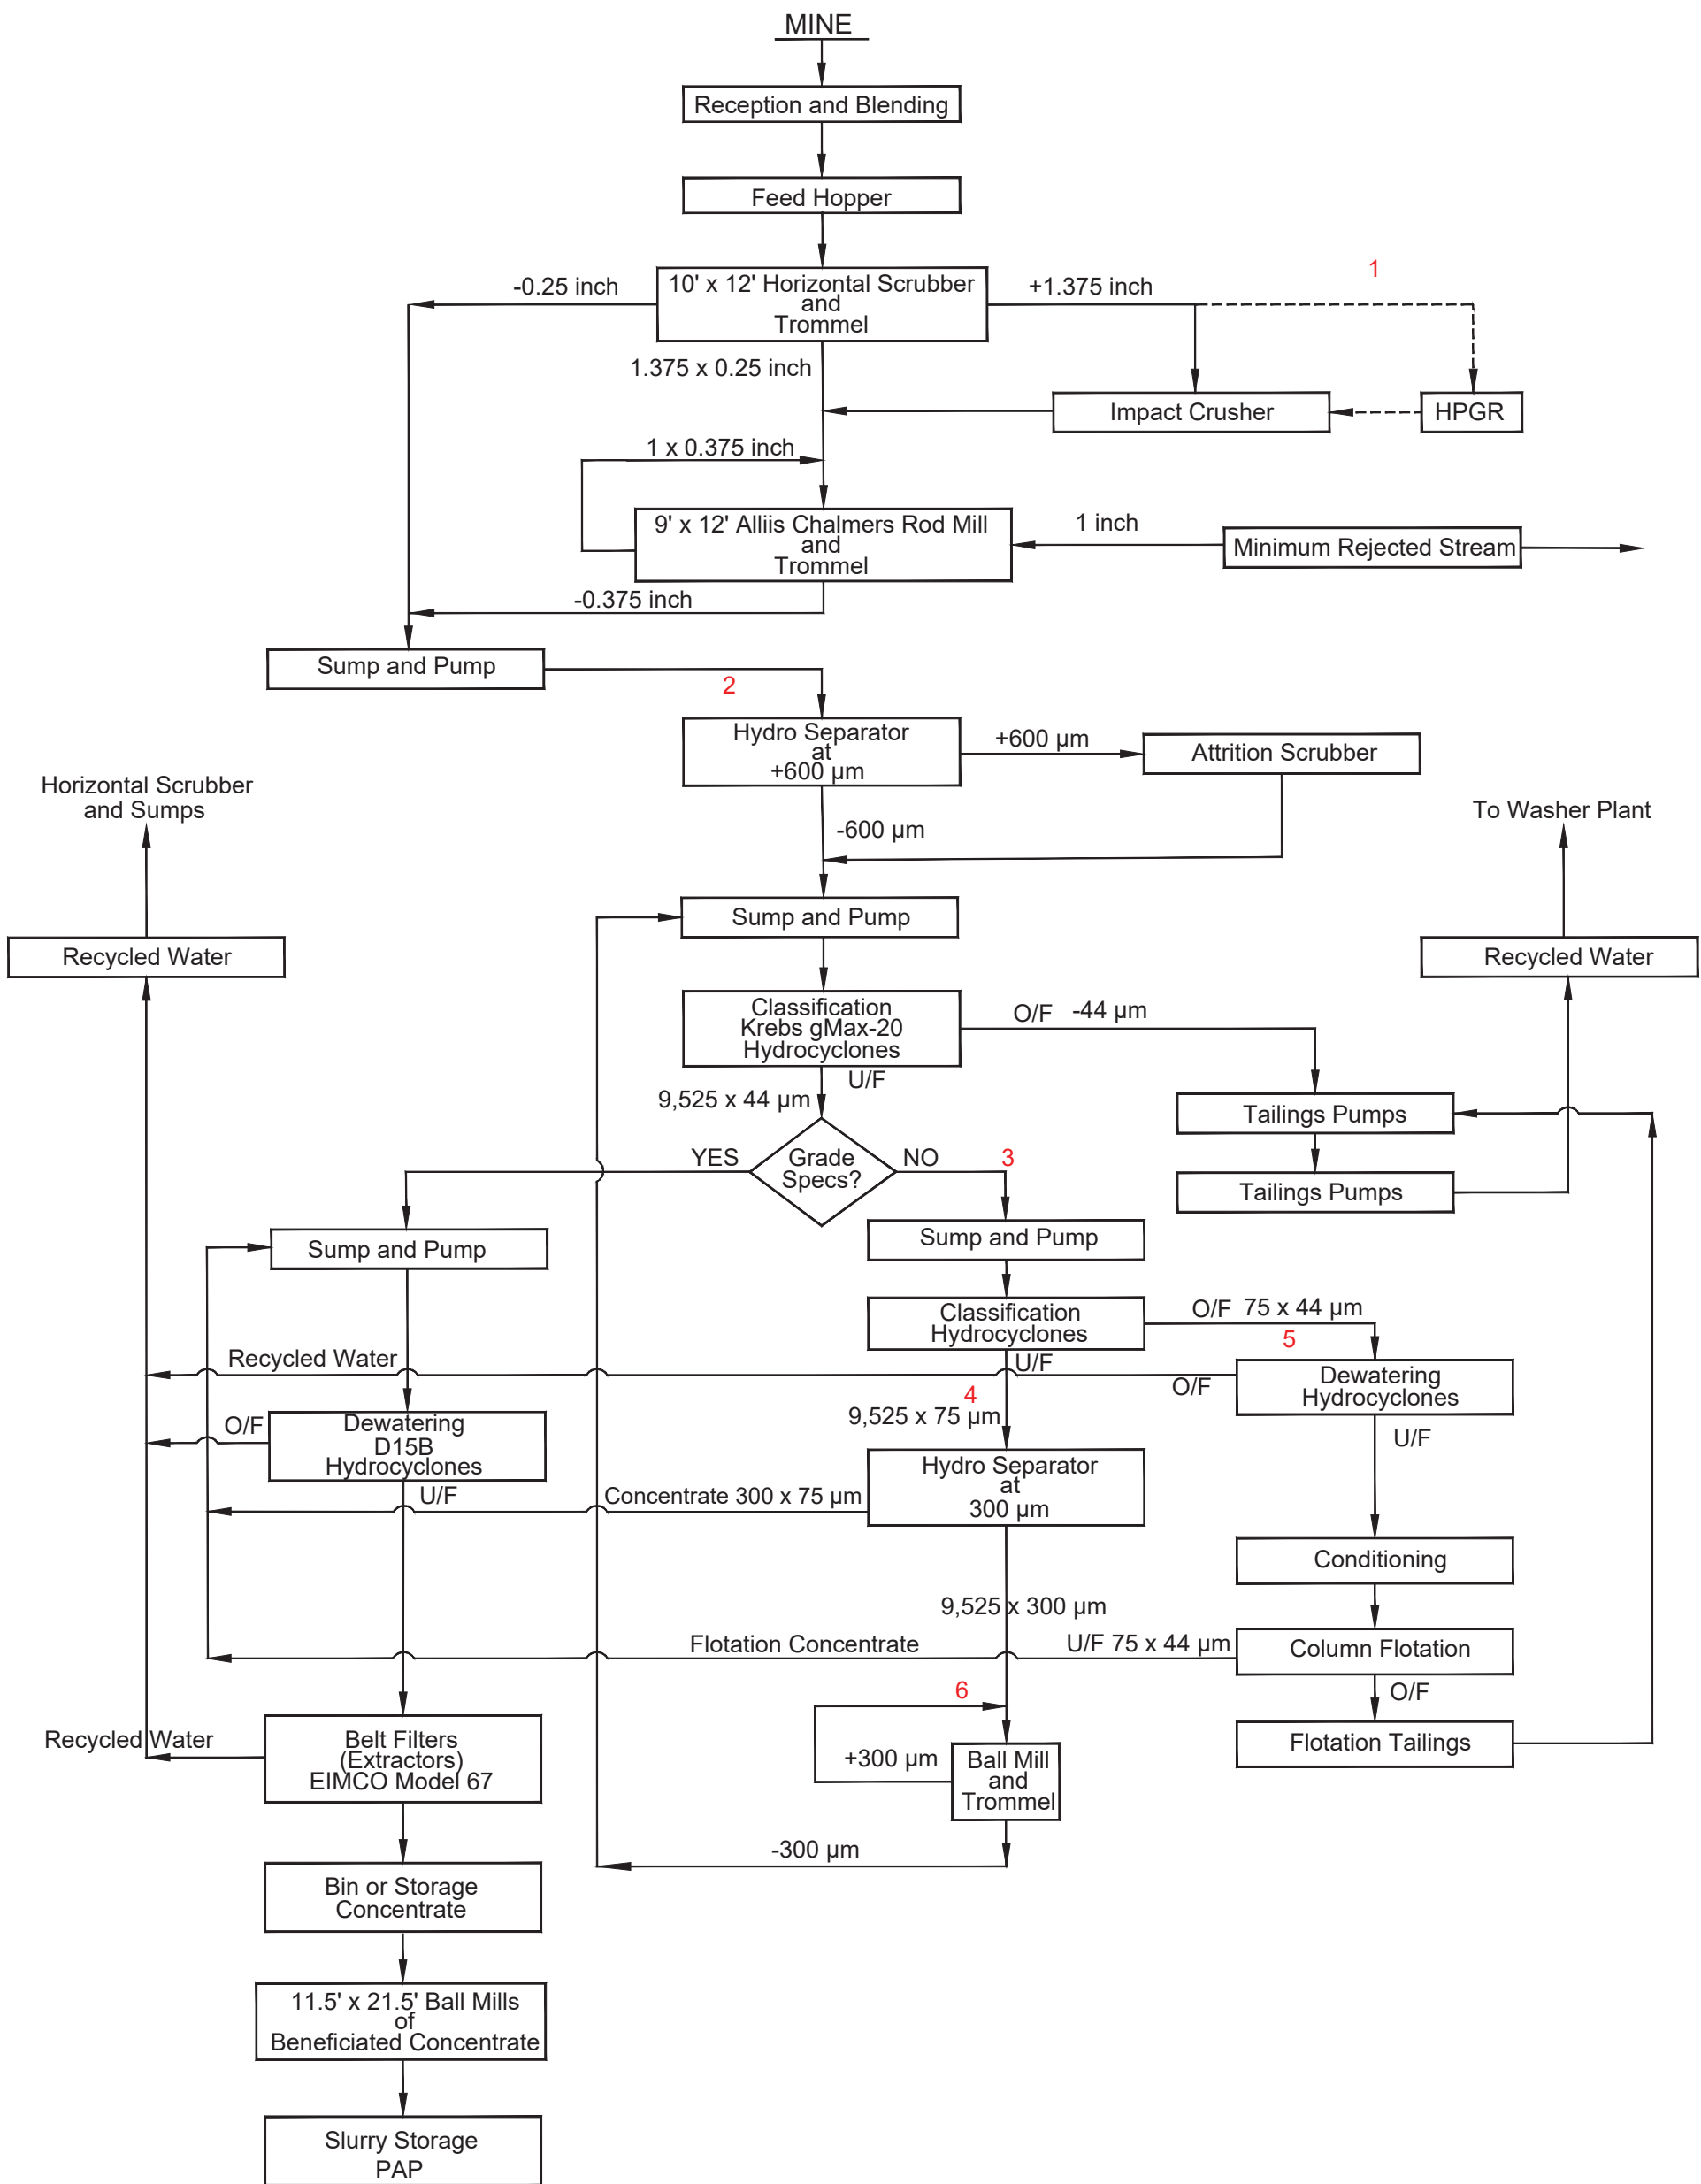 MINE
Reception and Blending
Feed Hopper
1
-0.25 inch
10' x 12' Horizontal Scrubber
and
Trommel
+1.375 inch
1.375 x 0.25 inch
Impact Crusher
HPGR
1 x 0.375 inch
9' x 12' Alliis Chalmers Rod Mill
and
Trommel
1 inch
Minimum Rejected Stream
-0.375 inch
Sump and Pump
2
Hydro Separator
at
+600 µm
+600 µm
Attrition Scrubber
Horizontal Scrubber
and Sumps
To Washer Plant
-600 µm
Sump and Pump
Recycled Water
Recycled Water
Classification
Krebs gMax-20
Hydrocyclones
O/F -44 µm
U/F
9,525 x 44 µm
Tailings Pumps
YES
Grade
Specs?
NO
3
Tailings Pumps
Sump and Pump
Sump and Pump
Classification
Hydrocyclones
O/F 75 x 44 µm
5
Recycled Water
U/F
O/F
Dewatering
Hydrocyclones
4
9,525 x 75 µm
O/F
Dewatering
D15B
Hydrocyclones
U/F
U/F
Concentrate 300 x 75 µm
Hydro Separator
at
300 µm
Conditioning
9,525 x 300 µm
Flotation Concentrate
U/F 75 x 44 µm
Column Flotation
O/F
6
Recycled Water
Belt Filters
(Extractors)
EIMCO Model 67
+300 µm
Ball Mill
and
Trommel
Flotation Tailings
-300 µm
Bin or Storage
Concentrate
11.5' x 21.5' Ball Mills
of
Beneficiated Concentrate
Slurry Storage
PAP